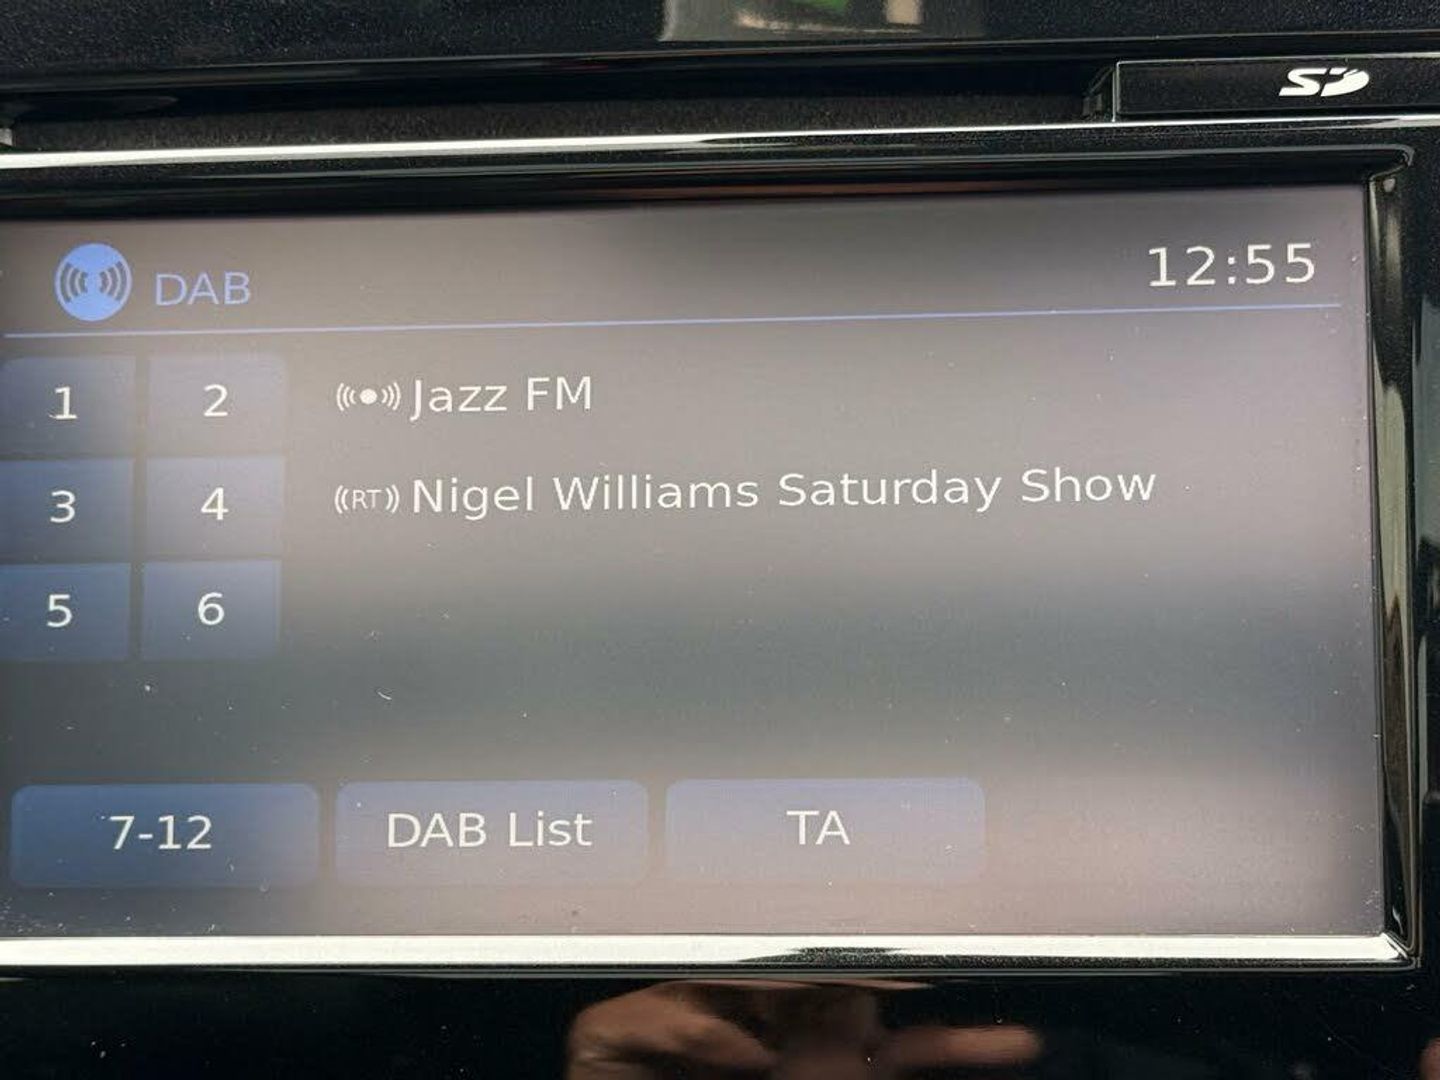 SD
DAB
12:55
1 2
((•)) Jazz FM
3 4
((RT)) Nigel Williams Saturday Show
5 6
7-12 DAB List TA